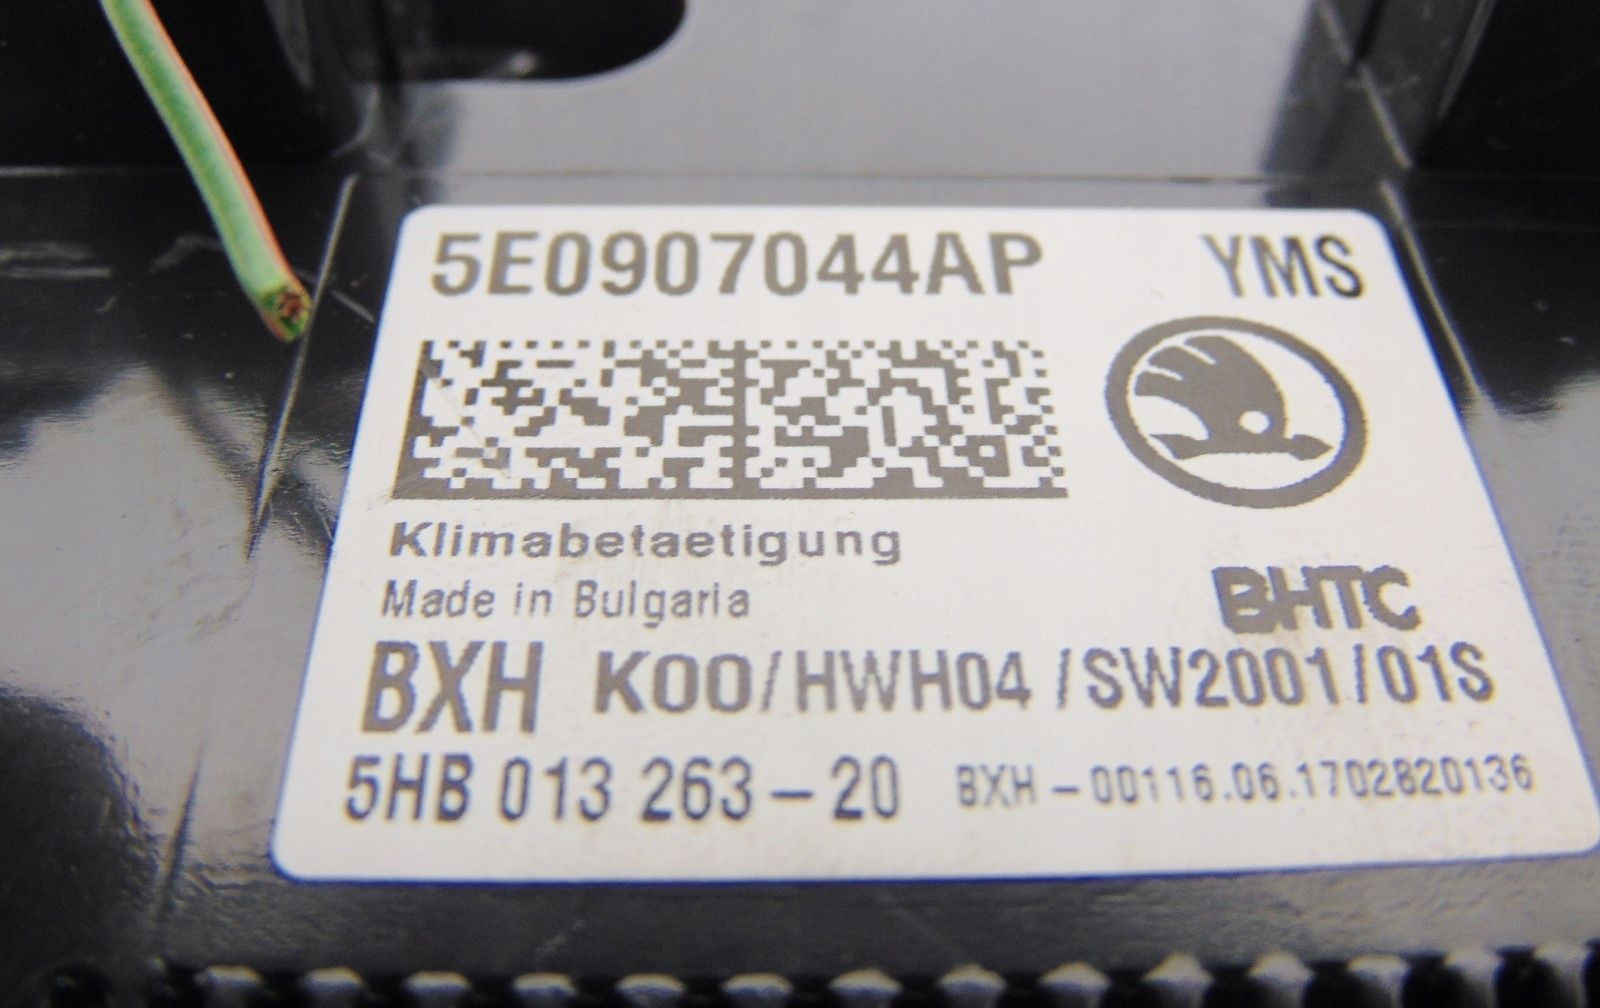 5E0907044AP YMS
Klimabetaetigung
Made in Bulgaria
BHTC
BXH K00/HWH04/SW2001/01S
5HB 013 263-20 BXH-00116.06.1702820136